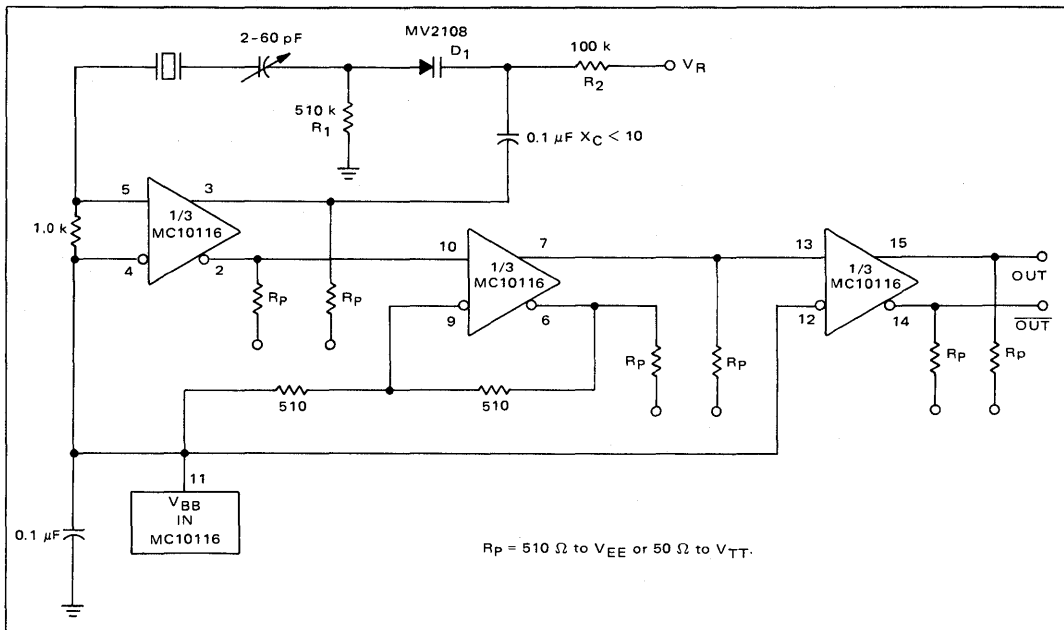 2-60 pF
MV2108
D1
100 k
R2
VR
510 k
R1
0.1 µF XC < 10
5
3
1/3
MC10116
1.0 k
4
2
10
7
1/3
MC10116
9
6
13
15
1/3
MC10116
12
14
OUT
OUT
RP
RP
RP
RP
RP
RP
510
510
11
VBB
IN
MC10116
0.1 µF
RP = 510 Ω to VEE or 50 Ω to VTT.